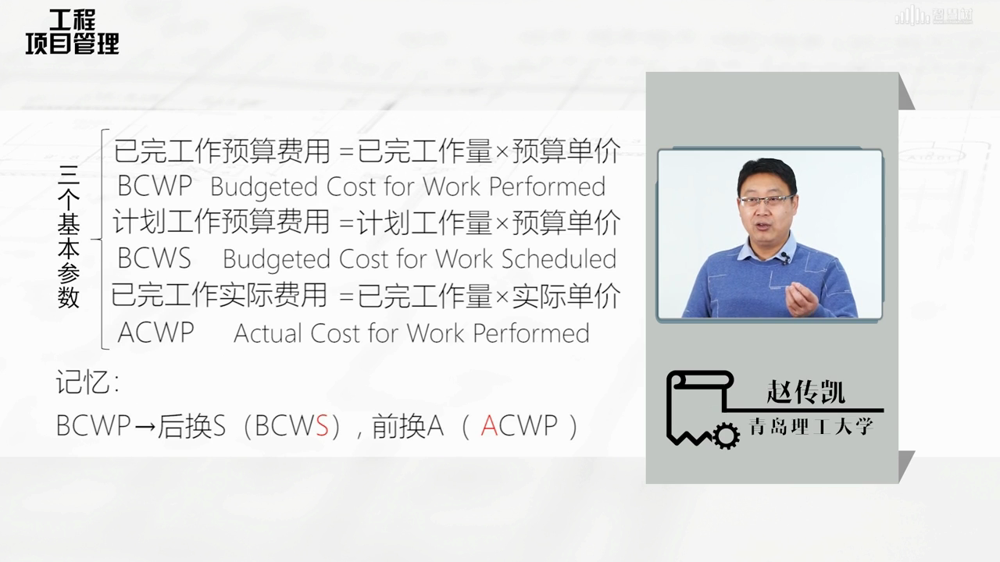 工程
项目管理
智慧树
三个基本参数
已完工作预算费用 =已完工作量×预算单价
BCWP Budgeted Cost for Work Performed
计划工作预算费用 =计划工作量×预算单价
BCWS Budgeted Cost for Work Scheduled
已完工作实际费用 =已完工作量×实际单价
ACWP Actual Cost for Work Performed
记忆：
BCWP→后换S（BCWS）, 前换A（ ACWP ）
赵传凯
青岛理工大学